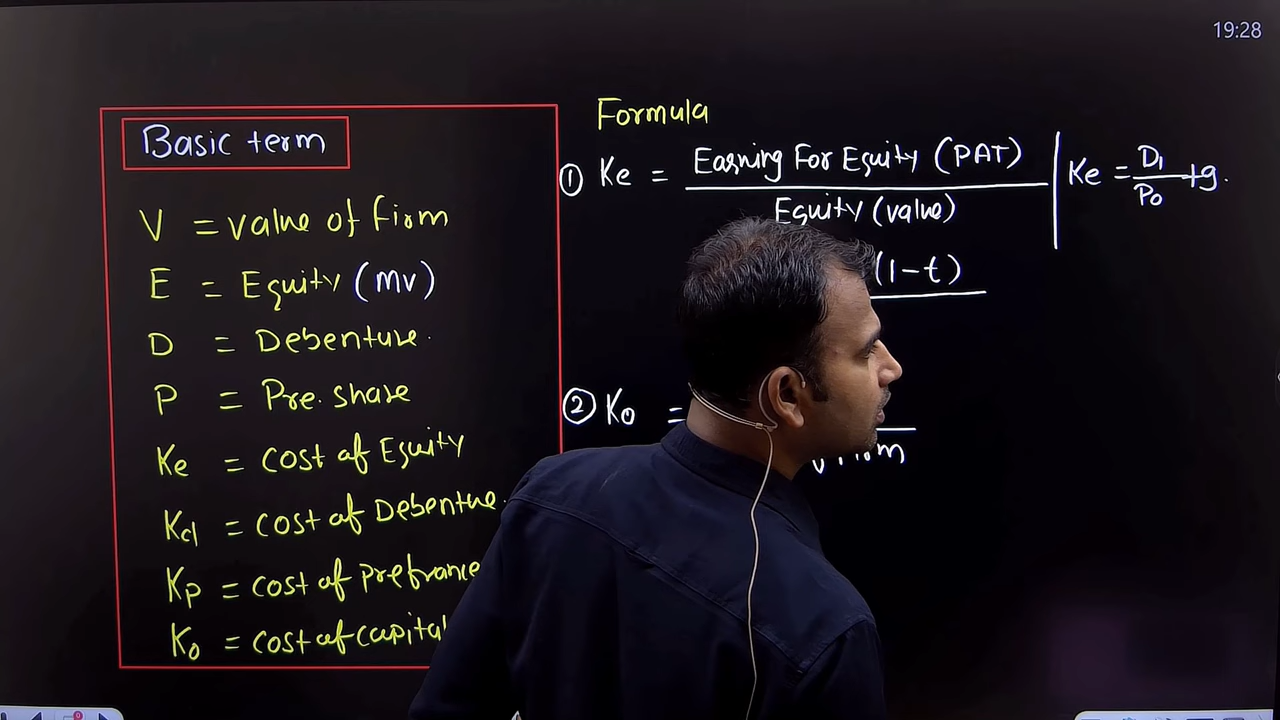 19:28
Basic term
V = value of firm
E = Equity (mv)
D = Debenture.
P = Pre. share
Ke = cost of Equity
Kd = cost of Debentue.
Kp = cost of prefrance
Ko = cost of capital
Formula
① Ke = Earning For Equity (PAT)
Equity (value)
Ke = D1
P0 + g.
(1-t)
② Ko =